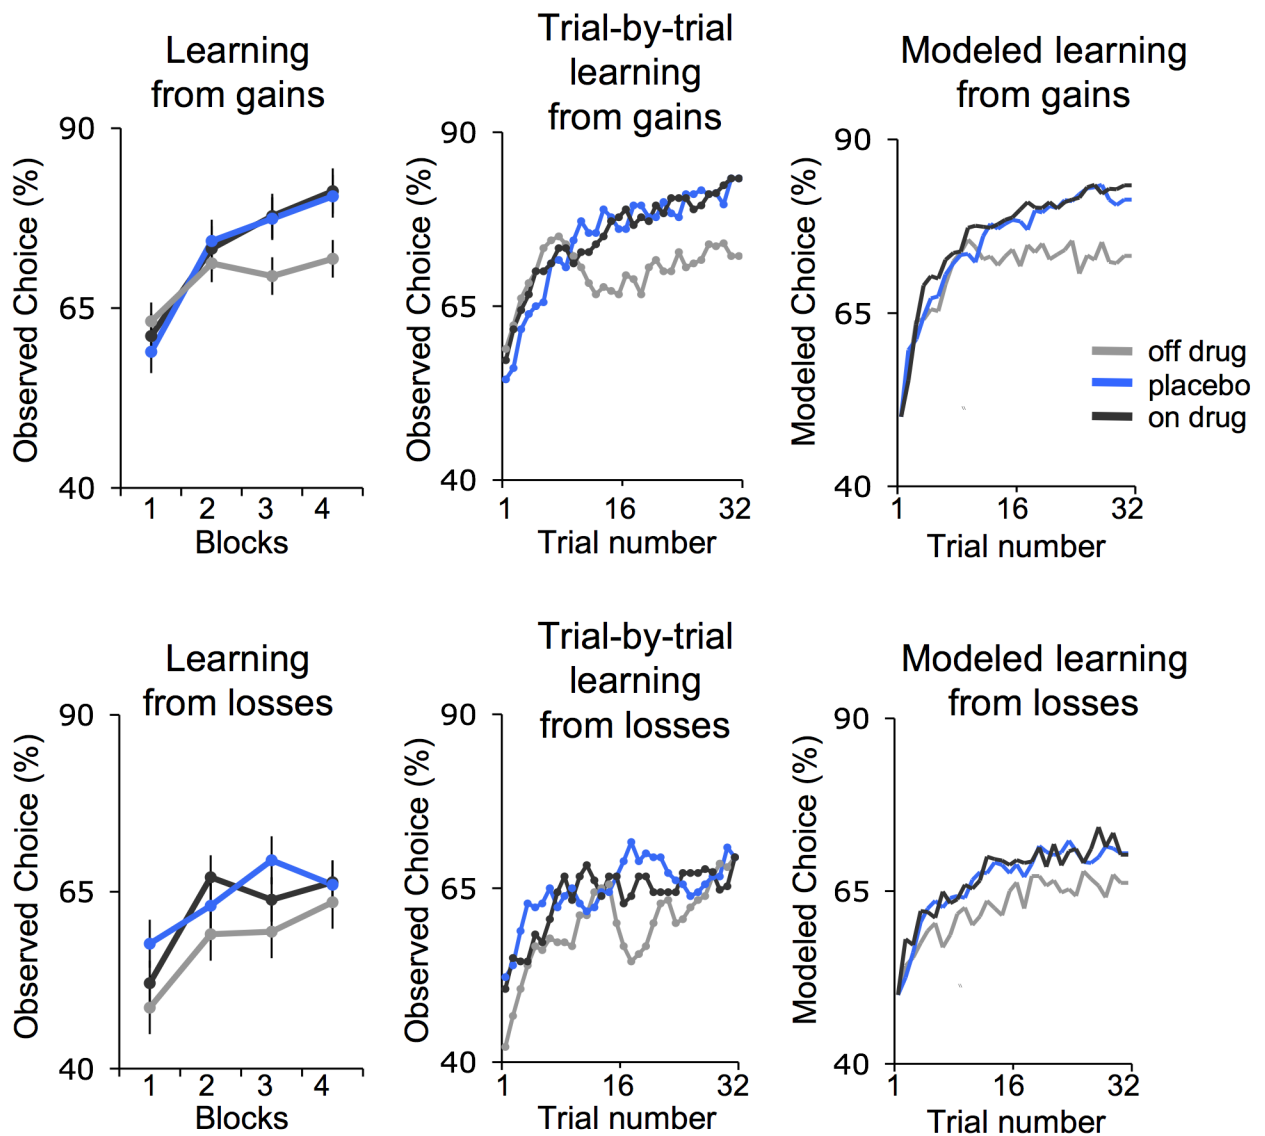 Learning
from gains
90
65
40
Observed Choice (%)
1 2 3 4
Blocks
Trial-by-trial
learning
from gains
90
65
40
Observed Choice (%)
1 16 32
Trial number
Modeled learning
from gains
90
65
40
Modeled Choice (%)
1 16 32
Trial number
off drug
placebo
on drug
Learning
from losses
90
65
40
Observed Choice (%)
1 2 3 4
Blocks
Trial-by-trial
learning
from losses
90
65
40
Observed Choice (%)
1 16 32
Trial number
Modeled learning
from losses
90
65
40
Modeled Choice (%)
1 16 32
Trial number